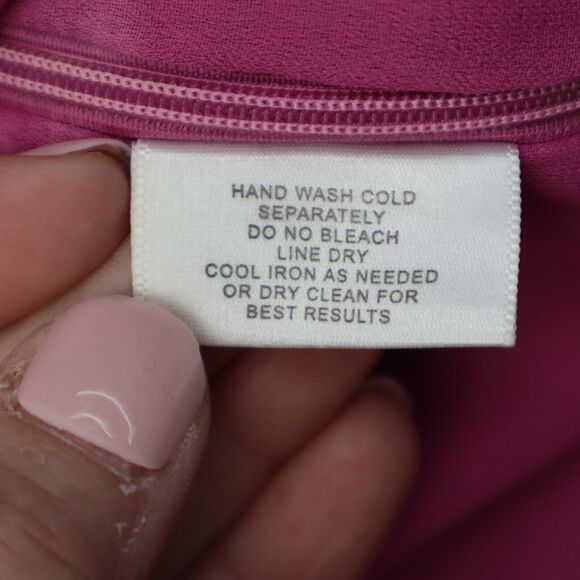 HAND WASH COLD
SEPARATELY
DO NO BLEACH
LINE DRY
COOL IRON AS NEEDED
OR DRY CLEAN FOR
BEST RESULTS